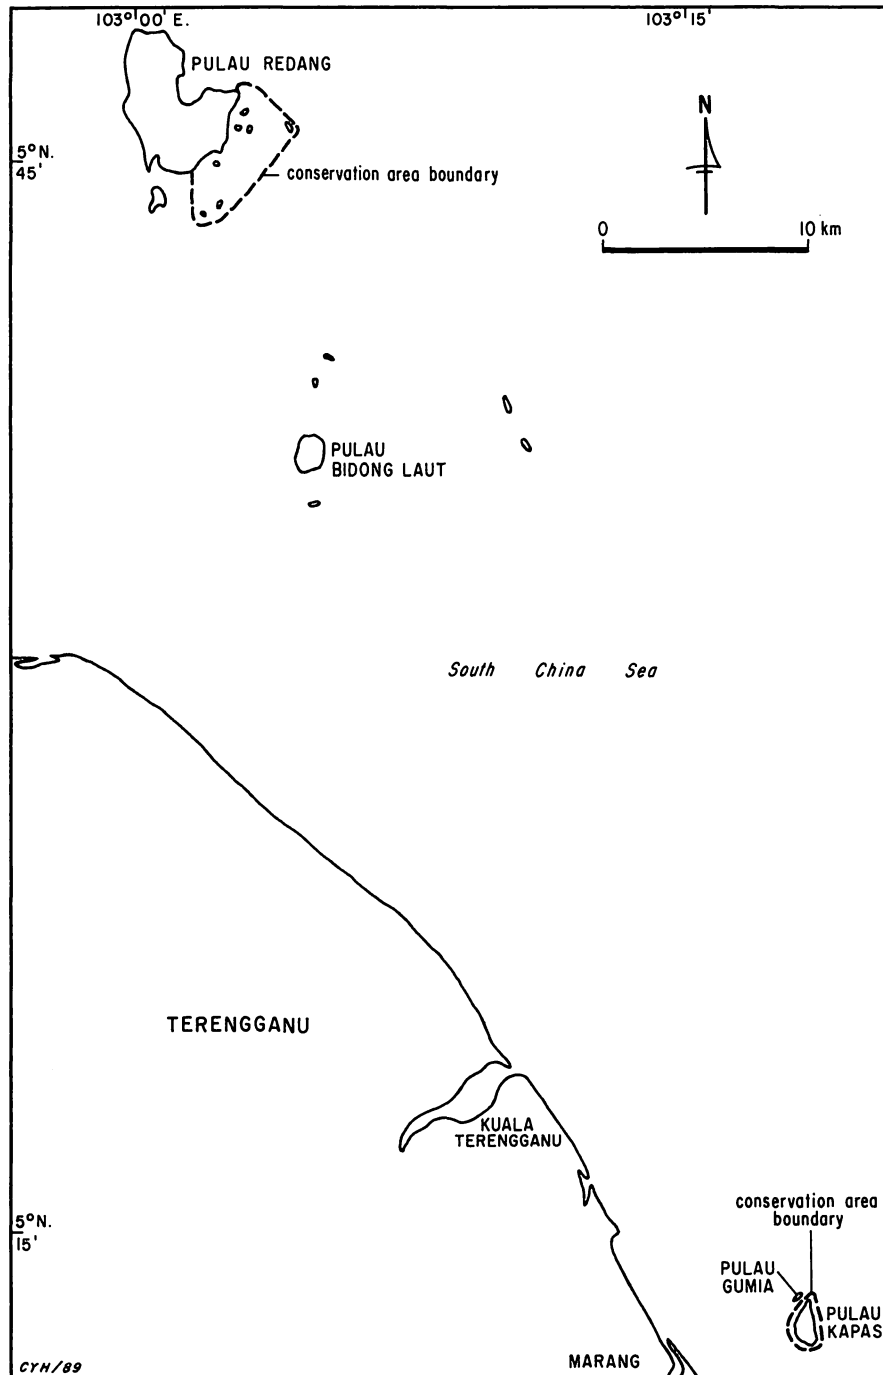 103°00' E.
103°15'
PULAU REDANG
N
5°N.
45'
conservation area boundary
0
10 km
PULAU
BIDONG LAUT
South China Sea
TERENGGANU
KUALA
TERENGGANU
conservation area
boundary
5°N.
15'
PULAU
GUMIA
PULAU
KAPAS
MARANG
CYH/89